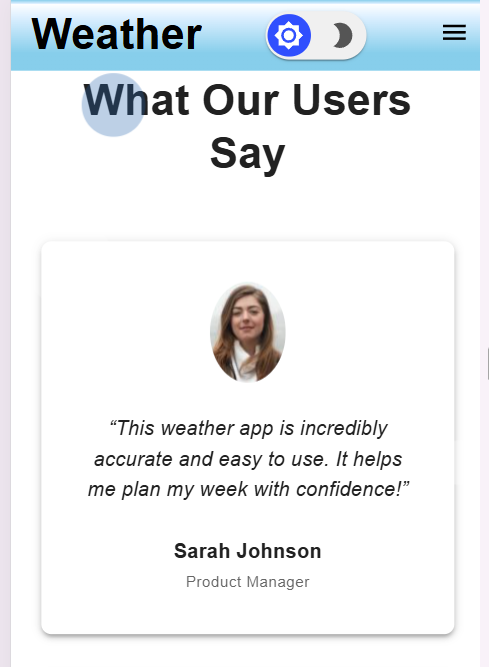 Weather
What Our Users
Say
“This weather app is incredibly
accurate and easy to use. It helps
me plan my week with confidence!”
Sarah Johnson
Product Manager